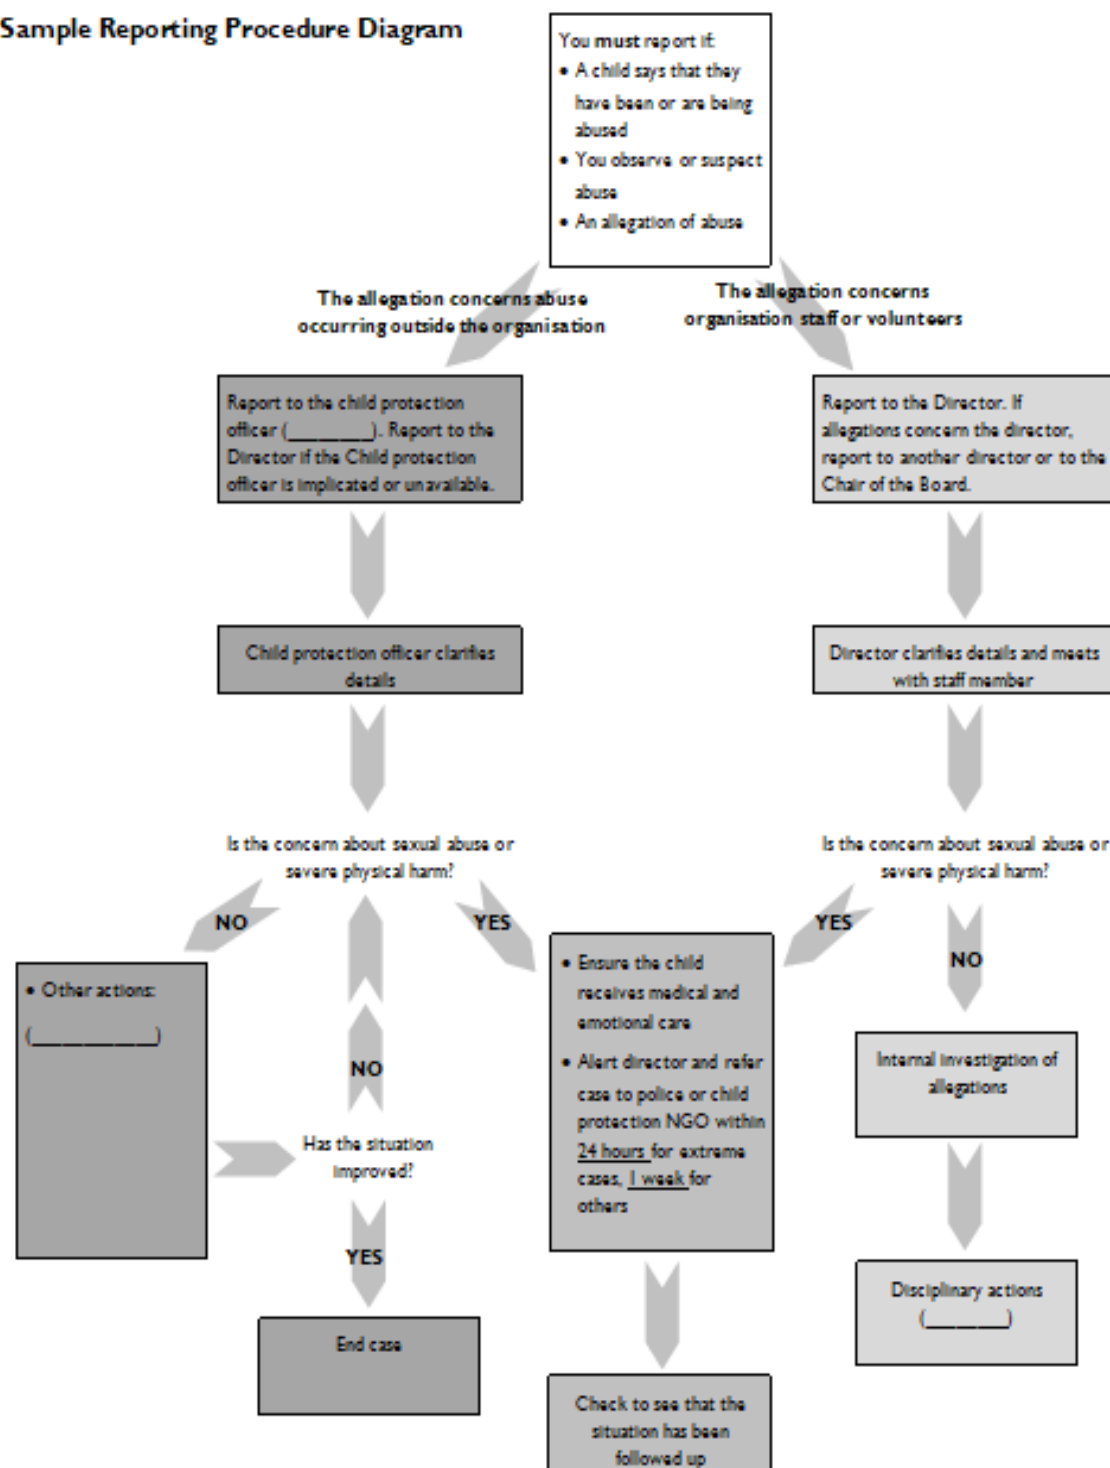 Sample Reporting Procedure Diagram
You must report if:
• A child says that they
have been or are being
abused
• You observe or suspect
abuse
• An allegation of abuse
The allegation concerns abuse
occurring outside the organisation
The allegation concerns
organisation staff or volunteers
Report to the child protection
officer (_________). Report to the
Director if the Child protection
officer is implicated or unavailable.
Report to the Director. If
allegations concern the director,
report to another director or to the
Chair of the Board.
Child protection officer clarifies
details
Director clarifies details and meets
with staff member
Is the concern about sexual abuse or
severe physical harm?
Is the concern about sexual abuse or
severe physical harm?
NO
YES
YES
NO
• Other actions:
(_____________)
NO
Has the situation
improved?
YES
End case
• Ensure the child
receives medical and
emotional care
• Alert director and refer
case to police or child
protection NGO within
24 hours for extreme
cases, 1 week for
others
Check to see that the
situation has been
followed up
Internal investigation of
allegations
Disciplinary actions
(________)